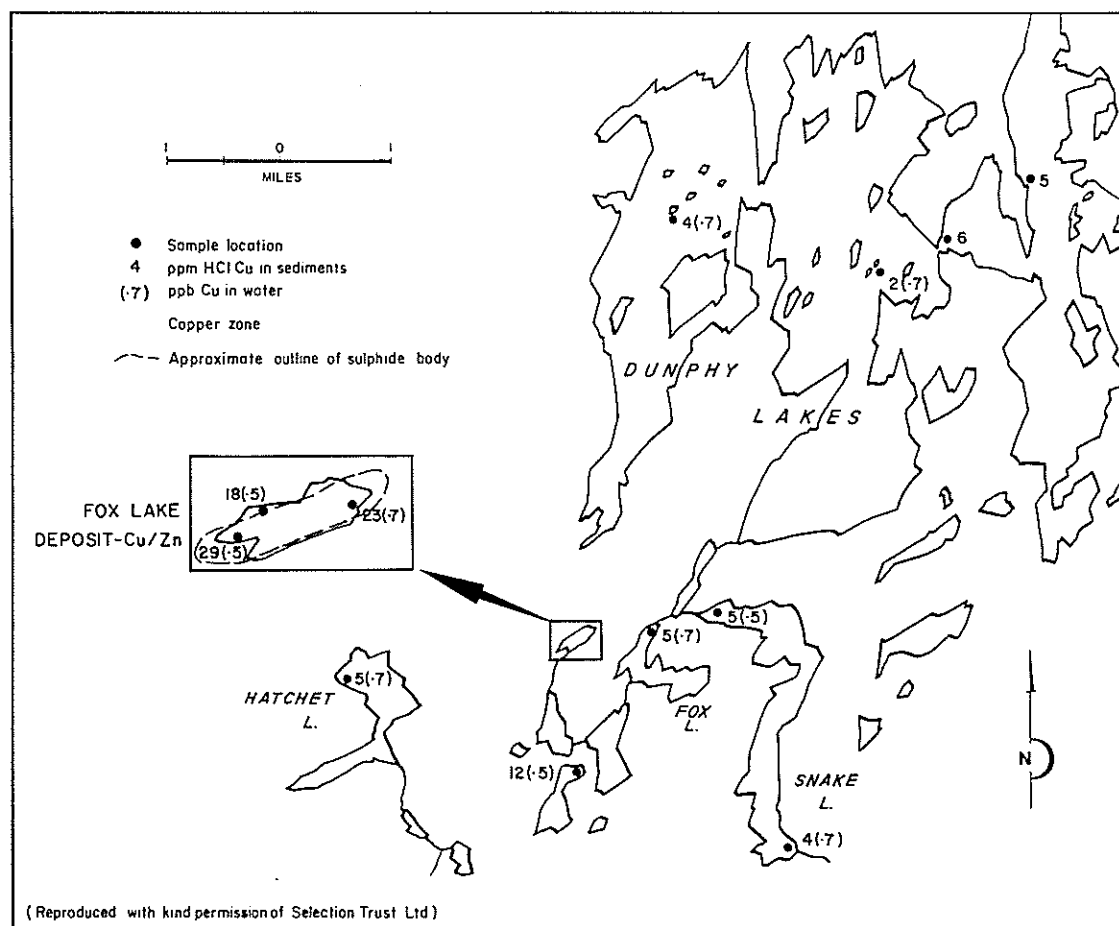 1 0 1
MILES
Sample location
4 ppm HCl Cu in sediments
(·7) ppb Cu in water
Copper zone
Approximate outline of sulphide body
5
4(·7)
6
2(·7)
DUNPHY
LAKES
FOX LAKE
DEPOSIT-Cu/Zn
18(·5)
23(·7)
29(·5)
5(·5)
5(·7)
HATCHET
L.
5(·7)
FOX
L.
12(·5)
SNAKE
L.
4(·7)
N
(Reproduced with kind permission of Selection Trust Ltd)